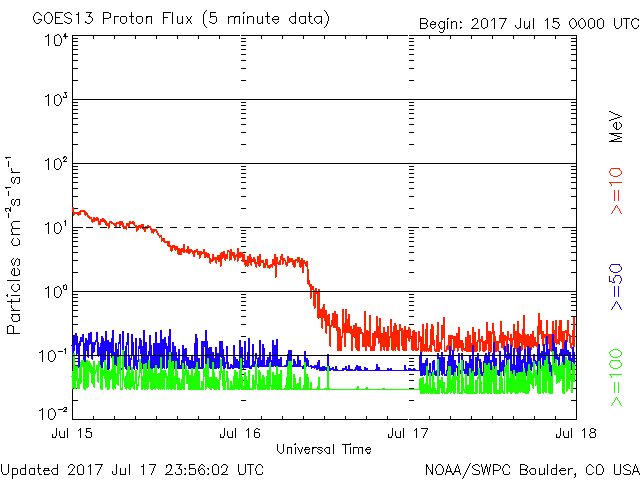 GOES13 Proton Flux (5 minute data)
Begin: 2017 Jul 15 0000 UTC
Particles cm⁻²s⁻¹sr⁻¹
10⁴
10³
10²
10¹
10⁰
10⁻¹
10⁻²
Jul 15
Jul 16
Jul 17
Jul 18
Universal Time
MeV
>=10
>=50
>=100
Updated 2017 Jul 17 23:56:02 UTC
NOAA/SWPC Boulder, CO USA